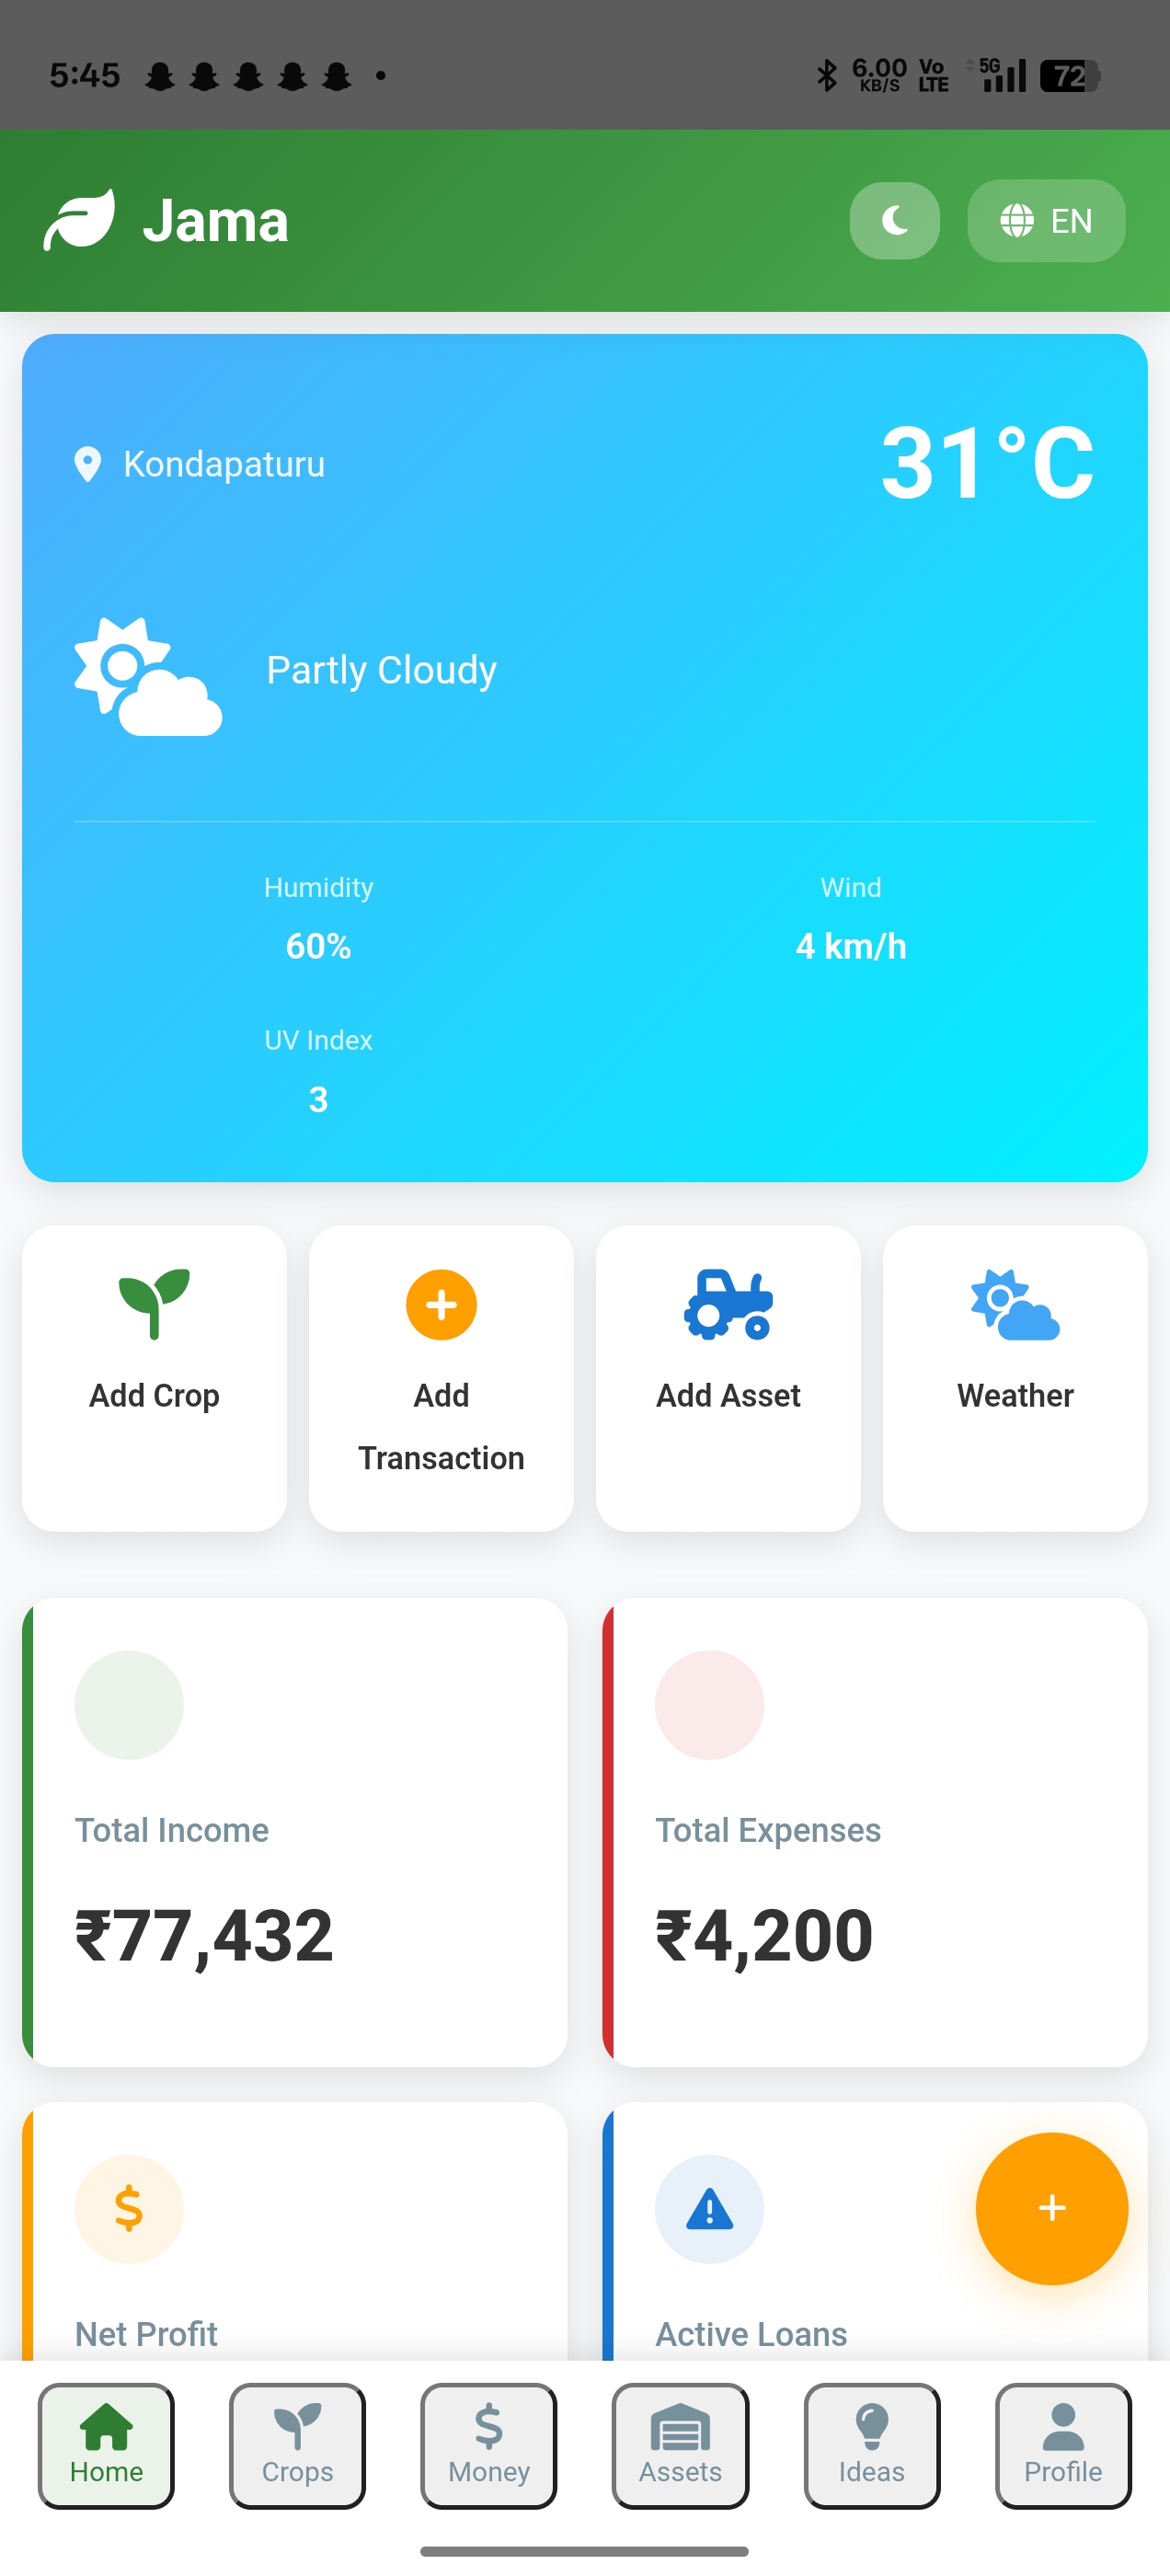 5:45
6.00 KB/S Vo LTE 5G 72
Jama
EN
Kondapaturu
31°C
Partly Cloudy
Humidity
60%
Wind
4 km/h
UV Index
3
Add Crop
Add
Transaction
Add Asset
Weather
Total Income
₹77,432
Total Expenses
₹4,200
Net Profit
Active Loans
Home
Crops
Money
Assets
Ideas
Profile